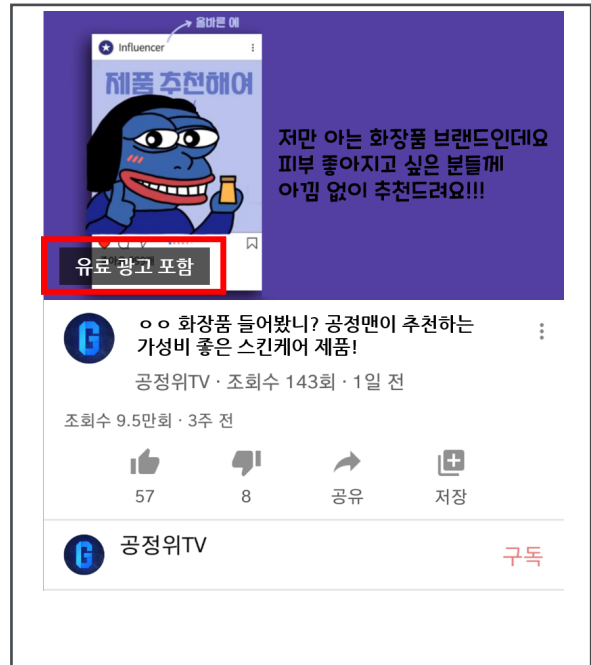 올바른 예
Influencer
제품 추천해여
저만 아는 화장품 브랜드인데요
피부 좋아지고 싶은 분들께
아낌 없이 추천드려요!!!
유료 광고 포함
G
ㅇㅇ 화장품 들어봤니? 공정맨이 추천하는
가성비 좋은 스킨케어 제품!
공정위TV · 조회수 143회 · 1일 전
조회수 9.5만회 · 3주 전
57
8
공유
저장
G
공정위TV
구독